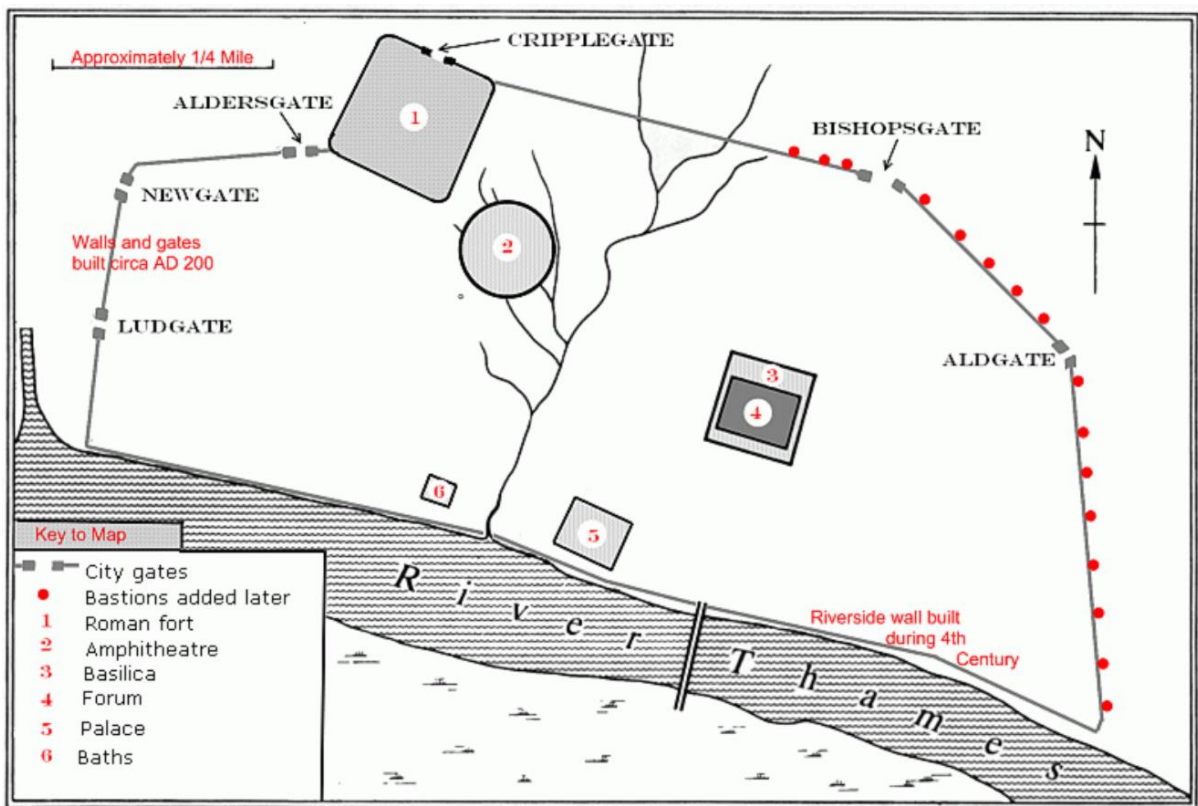 Approximately 1/4 Mile
CRIPPLEGATE
ALDERSGATE
1
BISHOPSGATE
N
NEWGATE
2
Walls and gates
built circa AD 200
LUDGATE
ALDGATE
3
4
6
5
River Thames
Riverside wall built
during 4th
Century
Key to Map
City gates
Bastions added later
1 Roman fort
2 Amphitheatre
3 Basilica
4 Forum
5 Palace
6 Baths